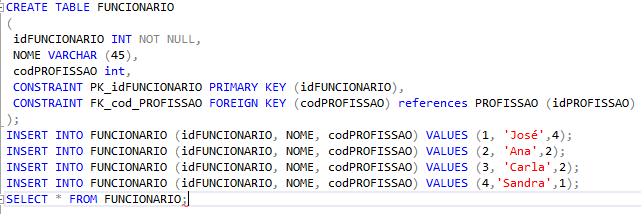 CREATE TABLE FUNCIONARIO
(
idFUNCIONARIO INT NOT NULL,
NOME VARCHAR (45),
codPROFISSAO int,
CONSTRAINT PK_idFUNCIONARIO PRIMARY KEY (idFUNCIONARIO),
CONSTRAINT FK_cod_PROFISSAO FOREIGN KEY (codPROFISSAO) references PROFISSAO (idPROFISSAO)
);
INSERT INTO FUNCIONARIO (idFUNCIONARIO, NOME, codPROFISSAO) VALUES (1, 'José',4);
INSERT INTO FUNCIONARIO (idFUNCIONARIO, NOME, codPROFISSAO) VALUES (2, 'Ana',2);
INSERT INTO FUNCIONARIO (idFUNCIONARIO, NOME, codPROFISSAO) VALUES (3, 'Carla',2);
INSERT INTO FUNCIONARIO (idFUNCIONARIO, NOME, codPROFISSAO) VALUES (4,'Sandra',1);
SELECT * FROM FUNCIONARIO;